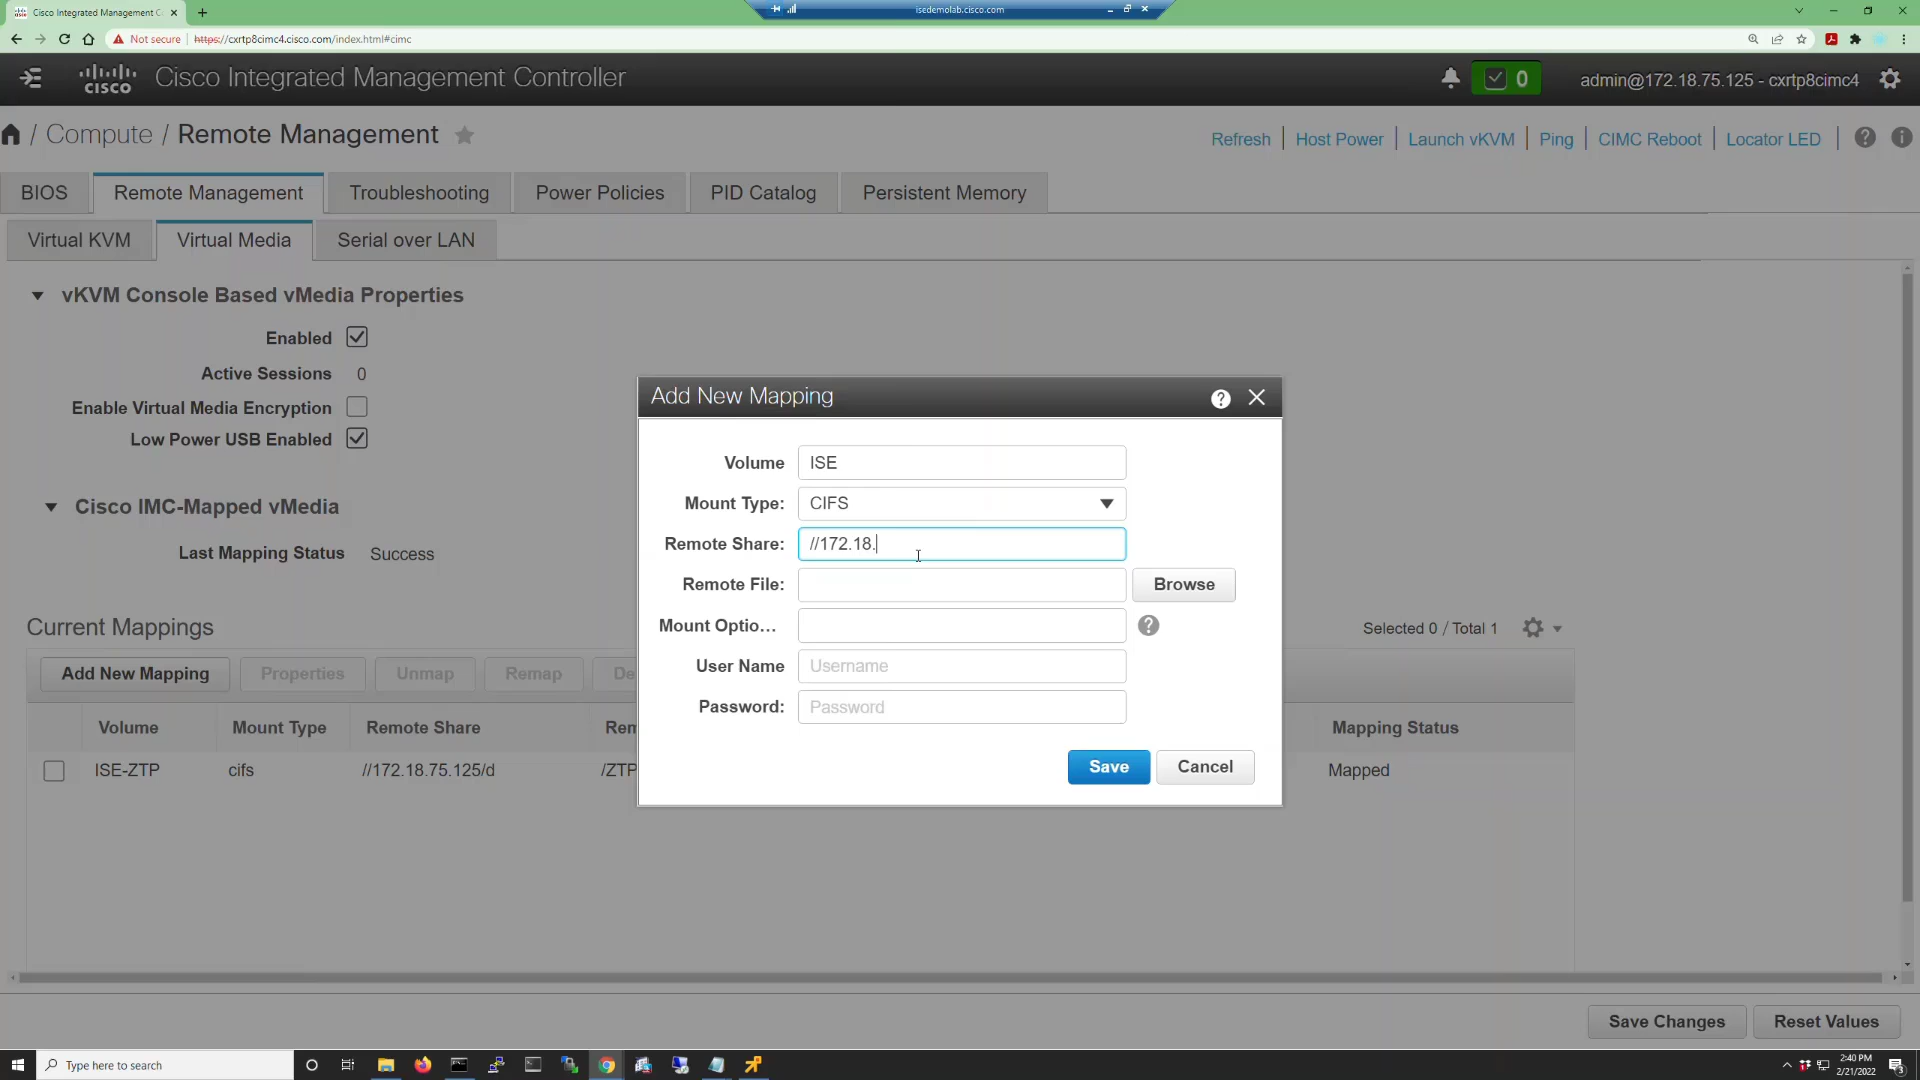 Cisco Integrated Management C
isedemolab.cisco.com
Not secure
https://cxrtp8cimc4.cisco.com/index.html#cimc
cisco
Cisco Integrated Management Controller
0
admin@172.18.75.125 - cxrtp8cimc4
/ Compute / Remote Management
Refresh | Host Power | Launch vKVM | Ping | CIMC Reboot | Locator LED
BIOS
Remote Management
Troubleshooting
Power Policies
PID Catalog
Persistent Memory
Virtual KVM
Virtual Media
Serial over LAN
vKVM Console Based vMedia Properties
Enabled
Active Sessions 0
Enable Virtual Media Encryption
Low Power USB Enabled
Cisco IMC-Mapped vMedia
Last Mapping Status Success
Add New Mapping
Volume ISE
Mount Type: CIFS
Remote Share: //172.18.
Remote File:
Browse
Mount Optio...
User Name Username
Password: Password
Save
Cancel
Current Mappings
Selected 0 / Total 1
Add New Mapping
Properties
Unmap
Remap
De
Volume
Mount Type
Remote Share
Rem
Mapping Status
ISE-ZTP
cifs
//172.18.75.125/d
/ZTP
Mapped
Save Changes
Reset Values
Type here to search
2:40 PM
2/21/2022
3